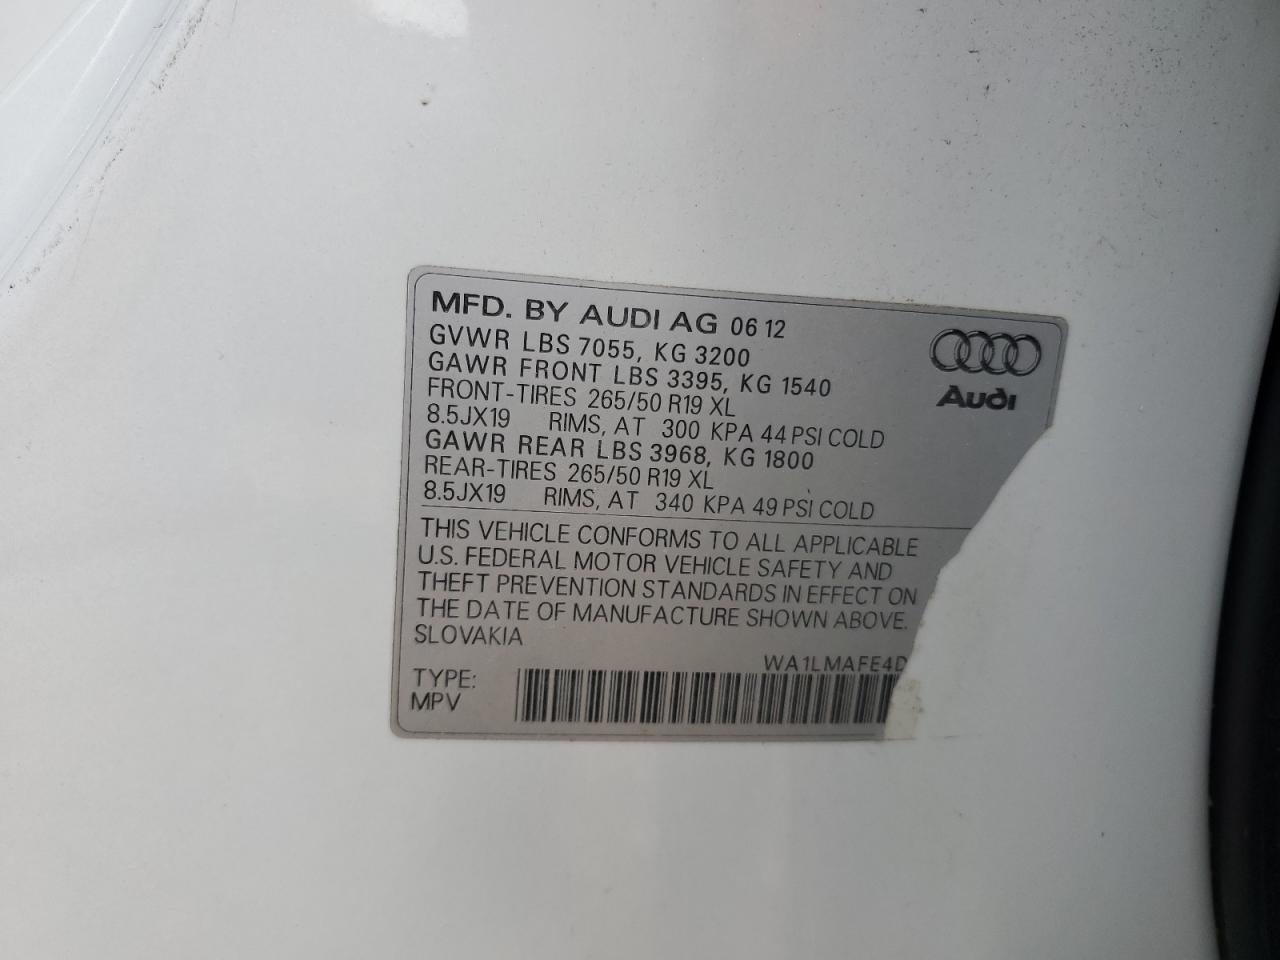 MFD. BY AUDI AG 06 12
GVWR LBS 7055, KG 3200
GAWR FRONT LBS 3395, KG 1540
FRONT-TIRES 265/50 R19 XL
8.5JX19 RIMS, AT 300 KPA 44 PSI COLD
GAWR REAR LBS 3968, KG 1800
REAR-TIRES 265/50 R19 XL
8.5JX19 RIMS, AT 340 KPA 49 PSI COLD
Audi
THIS VEHICLE CONFORMS TO ALL APPLICABLE
U.S. FEDERAL MOTOR VEHICLE SAFETY AND
THEFT PREVENTION STANDARDS IN EFFECT ON
THE DATE OF MANUFACTURE SHOWN ABOVE.
SLOVAKIA
WA1LMAFE4D
TYPE:
MPV